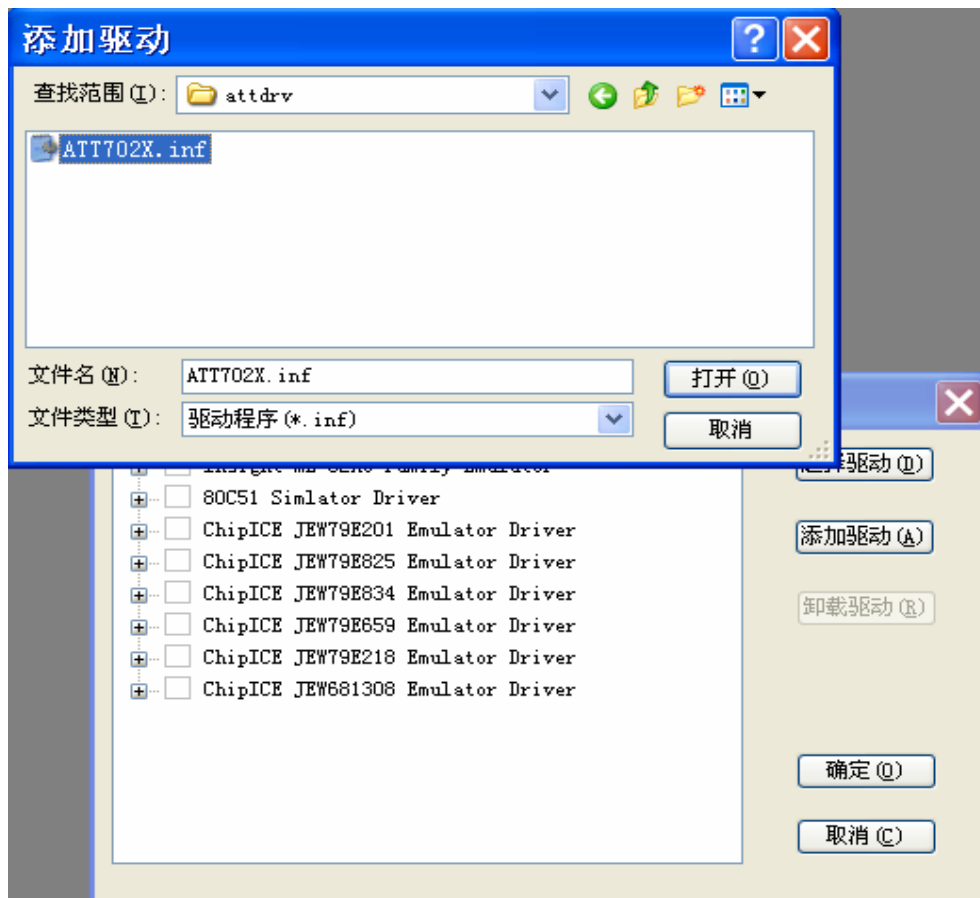 添加驱动
查找范围(I):
attdrv
ATT702X.inf
文件名(N):
ATT702X.inf
打开(O)
文件类型(T):
驱动程序(*.inf)
取消
驱动(D)
80C51 Simlator Driver
添加驱动(A)
ChipICE JEW79E201 Emulator Driver
ChipICE JEW79E825 Emulator Driver
ChipICE JEW79E834 Emulator Driver
卸载驱动(R)
ChipICE JEW79E659 Emulator Driver
ChipICE JEW79E218 Emulator Driver
ChipICE JEW681308 Emulator Driver
确定(O)
取消(C)